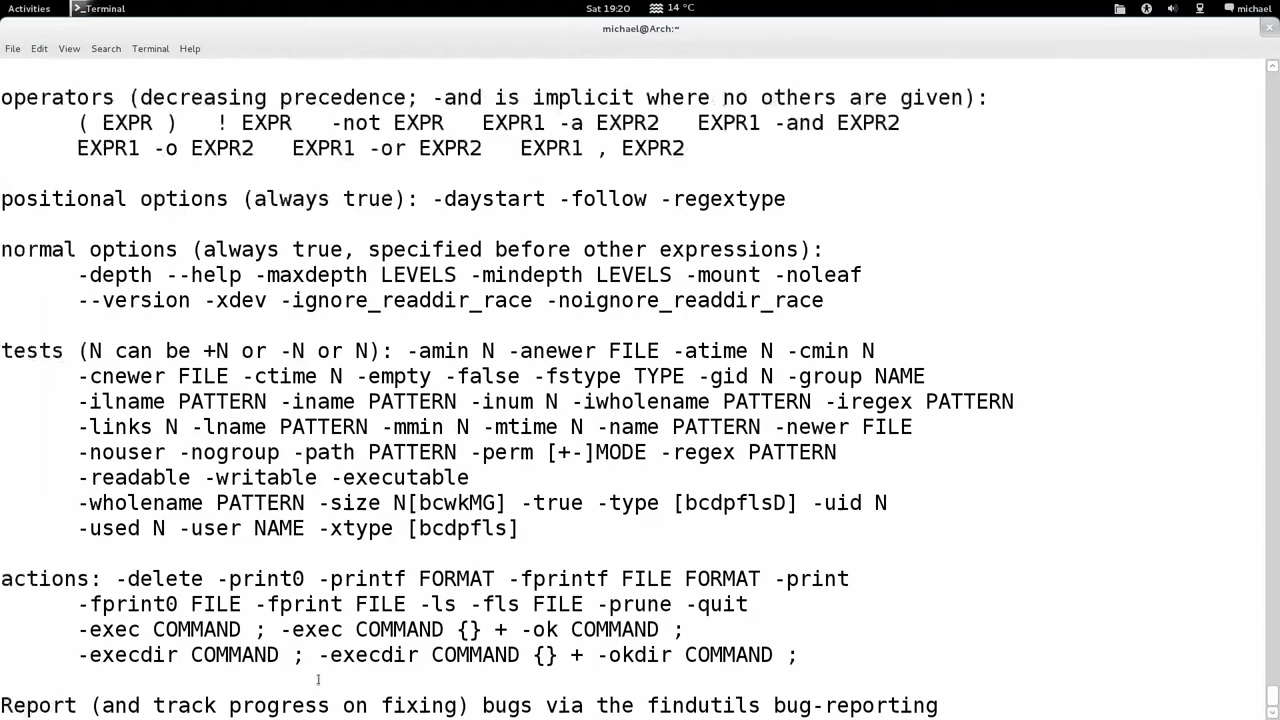 Activities Terminal Sat 19:20 14 °C michael
michael@Arch:~
File Edit View Search Terminal Help
operators (decreasing precedence; -and is implicit where no others are given):
( EXPR ) ! EXPR -not EXPR EXPR1 -a EXPR2 EXPR1 -and EXPR2
EXPR1 -o EXPR2 EXPR1 -or EXPR2 EXPR1 , EXPR2
positional options (always true): -daystart -follow -regextype
normal options (always true, specified before other expressions):
-depth --help -maxdepth LEVELS -mindepth LEVELS -mount -noleaf
--version -xdev -ignore_readdir_race -noignore_readdir_race
tests (N can be +N or -N or N): -amin N -anewer FILE -atime N -cmin N
-cnewer FILE -ctime N -empty -false -fstype TYPE -gid N -group NAME
-ilname PATTERN -iname PATTERN -inum N -iwholename PATTERN -iregex PATTERN
-links N -lname PATTERN -mmin N -mtime N -name PATTERN -newer FILE
-nouser -nogroup -path PATTERN -perm [+-]MODE -regex PATTERN
-readable -writable -executable
-wholename PATTERN -size N[bcwkMG] -true -type [bcdpflsD] -uid N
-used N -user NAME -xtype [bcdpfls]
actions: -delete -print0 -printf FORMAT -fprintf FILE FORMAT -print
-fprint0 FILE -fprint FILE -ls -fls FILE -prune -quit
-exec COMMAND ; -exec COMMAND {} + -ok COMMAND ;
-execdir COMMAND ; -execdir COMMAND {} + -okdir COMMAND ;
Report (and track progress on fixing) bugs via the findutils bug-reporting